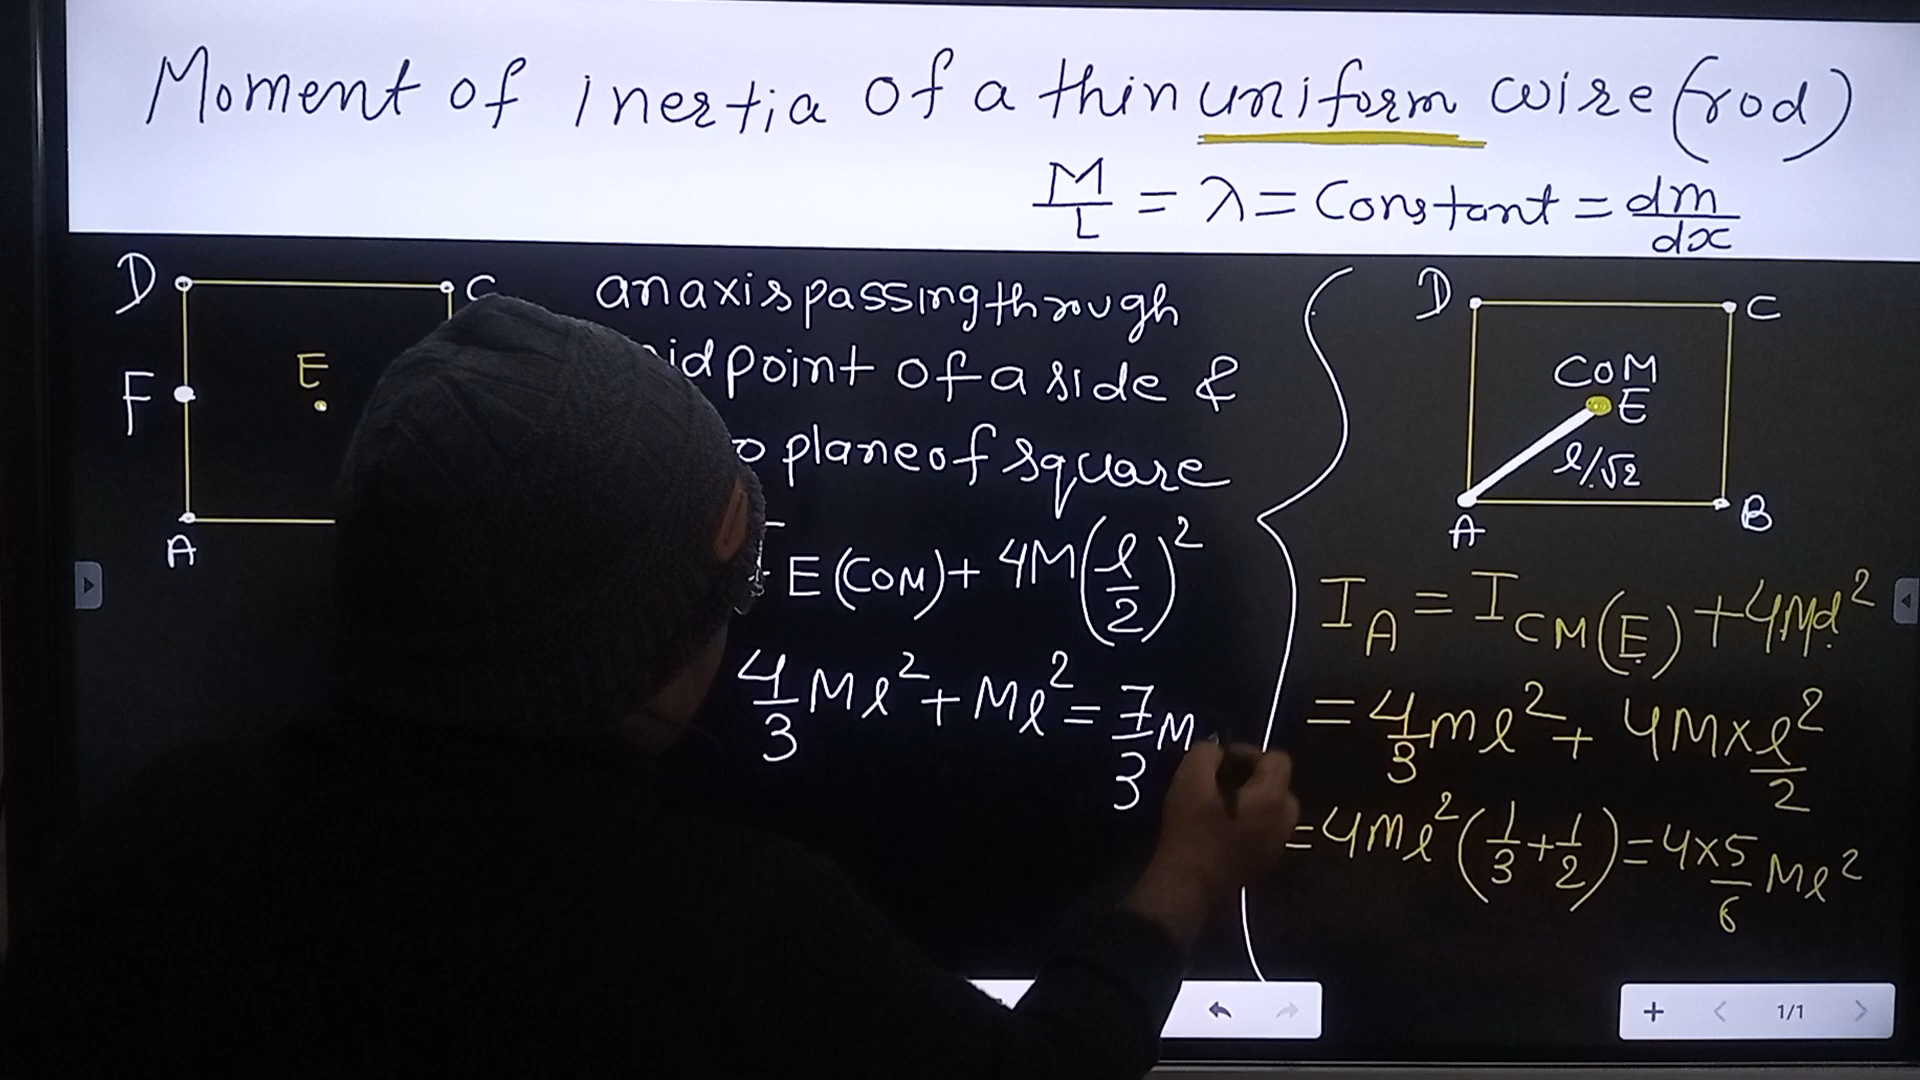 Moment of inertia of a thin uniform wire (rod)
M/L = λ = Constant = dm/dx
D C
E
F
A
an axis passing through
point of a side &
plane of square
E(COM) + 4M(l/2)²
4/3 Ml² + Ml² = 7/3 M
D C
COM
E
l/√2
A B
I_A = I_CM(E) + 4Md²
= 4/3 ml² + 4M x l²/2
= 4Ml² (1/3 + 1/2) = 4 x 5/6 Ml²
1/1